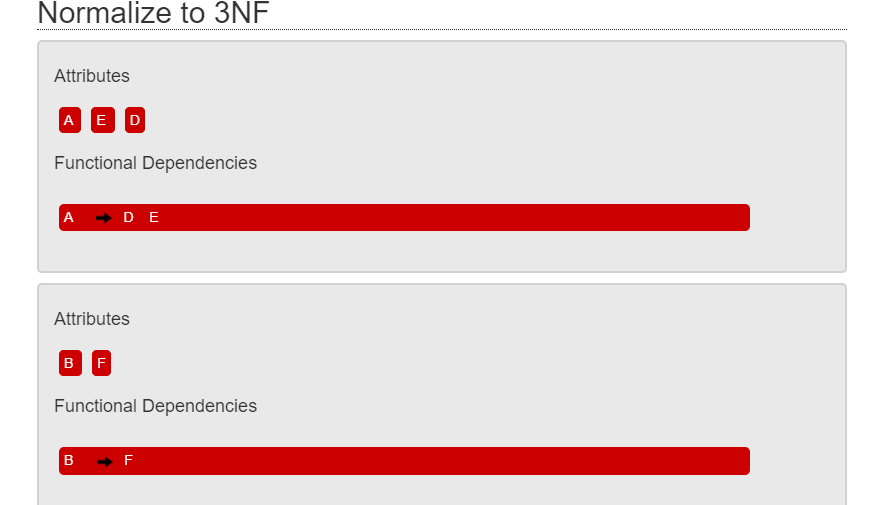 Normalize to 3NF
Attributes
A E D
Functional Dependencies
A → D E
Attributes
B F
Functional Dependencies
B → F